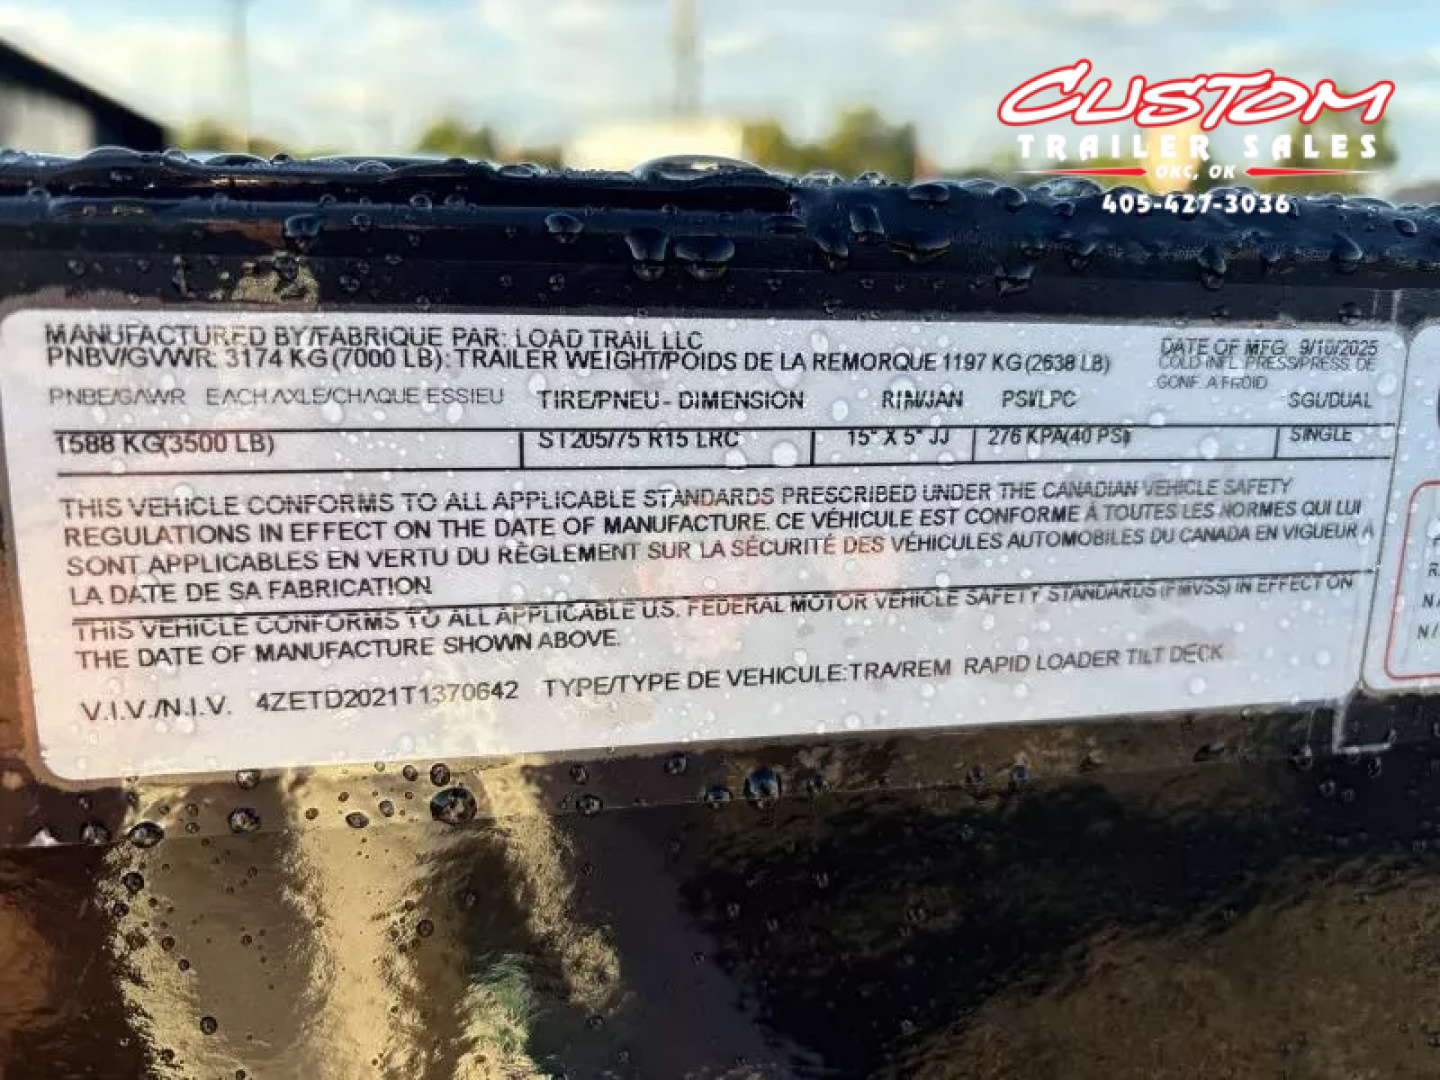 CUSTOM
TRAILER SALES
OKC, OK
405-427-3036
MANUFACTURED BY/FABRIQUE PAR: LOAD TRAIL LLC
DATE OF MFG: 9/10/2025
PNBV/GVWR: 3174 KG (7000 LB): TRAILER WEIGHT/POIDS DE LA REMORQUE 1197 KG (2638 LB)
COLD INFL. PRESS/PRESS. DE
GONF. A FROID
PNBE/GAWR EACH AXLE/CHAQUE ESSIEU TIRE/PNEU - DIMENSION RIM/JAN PSI/LPC SGL/DUAL
1588 KG(3500 LB) ST205/75 R15 LRC 15" X 5" JJ 276 KPA(40 PSI) SINGLE
THIS VEHICLE CONFORMS TO ALL APPLICABLE STANDARDS PRESCRIBED UNDER THE CANADIAN VEHICLE SAFETY
REGULATIONS IN EFFECT ON THE DATE OF MANUFACTURE. CE VÉHICULE EST CONFORME À TOUTES LES NORMES QUI LUI
SONT APPLICABLES EN VERTU DU RÈGLEMENT SUR LA SÉCURITÉ DES VÉHICULES AUTOMOBILES DU CANADA EN VIGUEUR A
LA DATE DE SA FABRICATION
THIS VEHICLE CONFORMS TO ALL APPLICABLE U.S. FEDERAL MOTOR VEHICLE SAFETY STANDARDS (FMVSS) IN EFFECT ON
THE DATE OF MANUFACTURE SHOWN ABOVE.
V.I.V./N.I.V. 4ZETD2021T1370642 TYPE/TYPE DE VEHICULE:TRA/REM RAPID LOADER TILT DECK